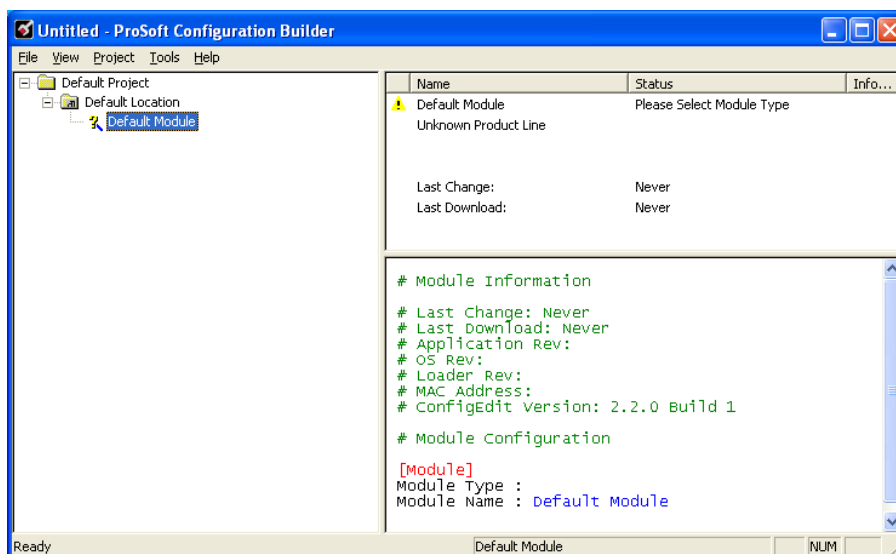 Untitled - ProSoft Configuration Builder
File View Project Tools Help
Default Project
Default Location
Default Module
Name Status Info...
Default Module Please Select Module Type
Unknown Product Line
Last Change: Never
Last Download: Never
# Module Information
# Last Change: Never
# Last Download: Never
# Application Rev:
# OS Rev:
# Loader Rev:
# MAC Address:
# ConfigEdit Version: 2.2.0 Build 1
# Module Configuration
[Module]
Module Type :
Module Name : Default Module
Ready Default Module NUM